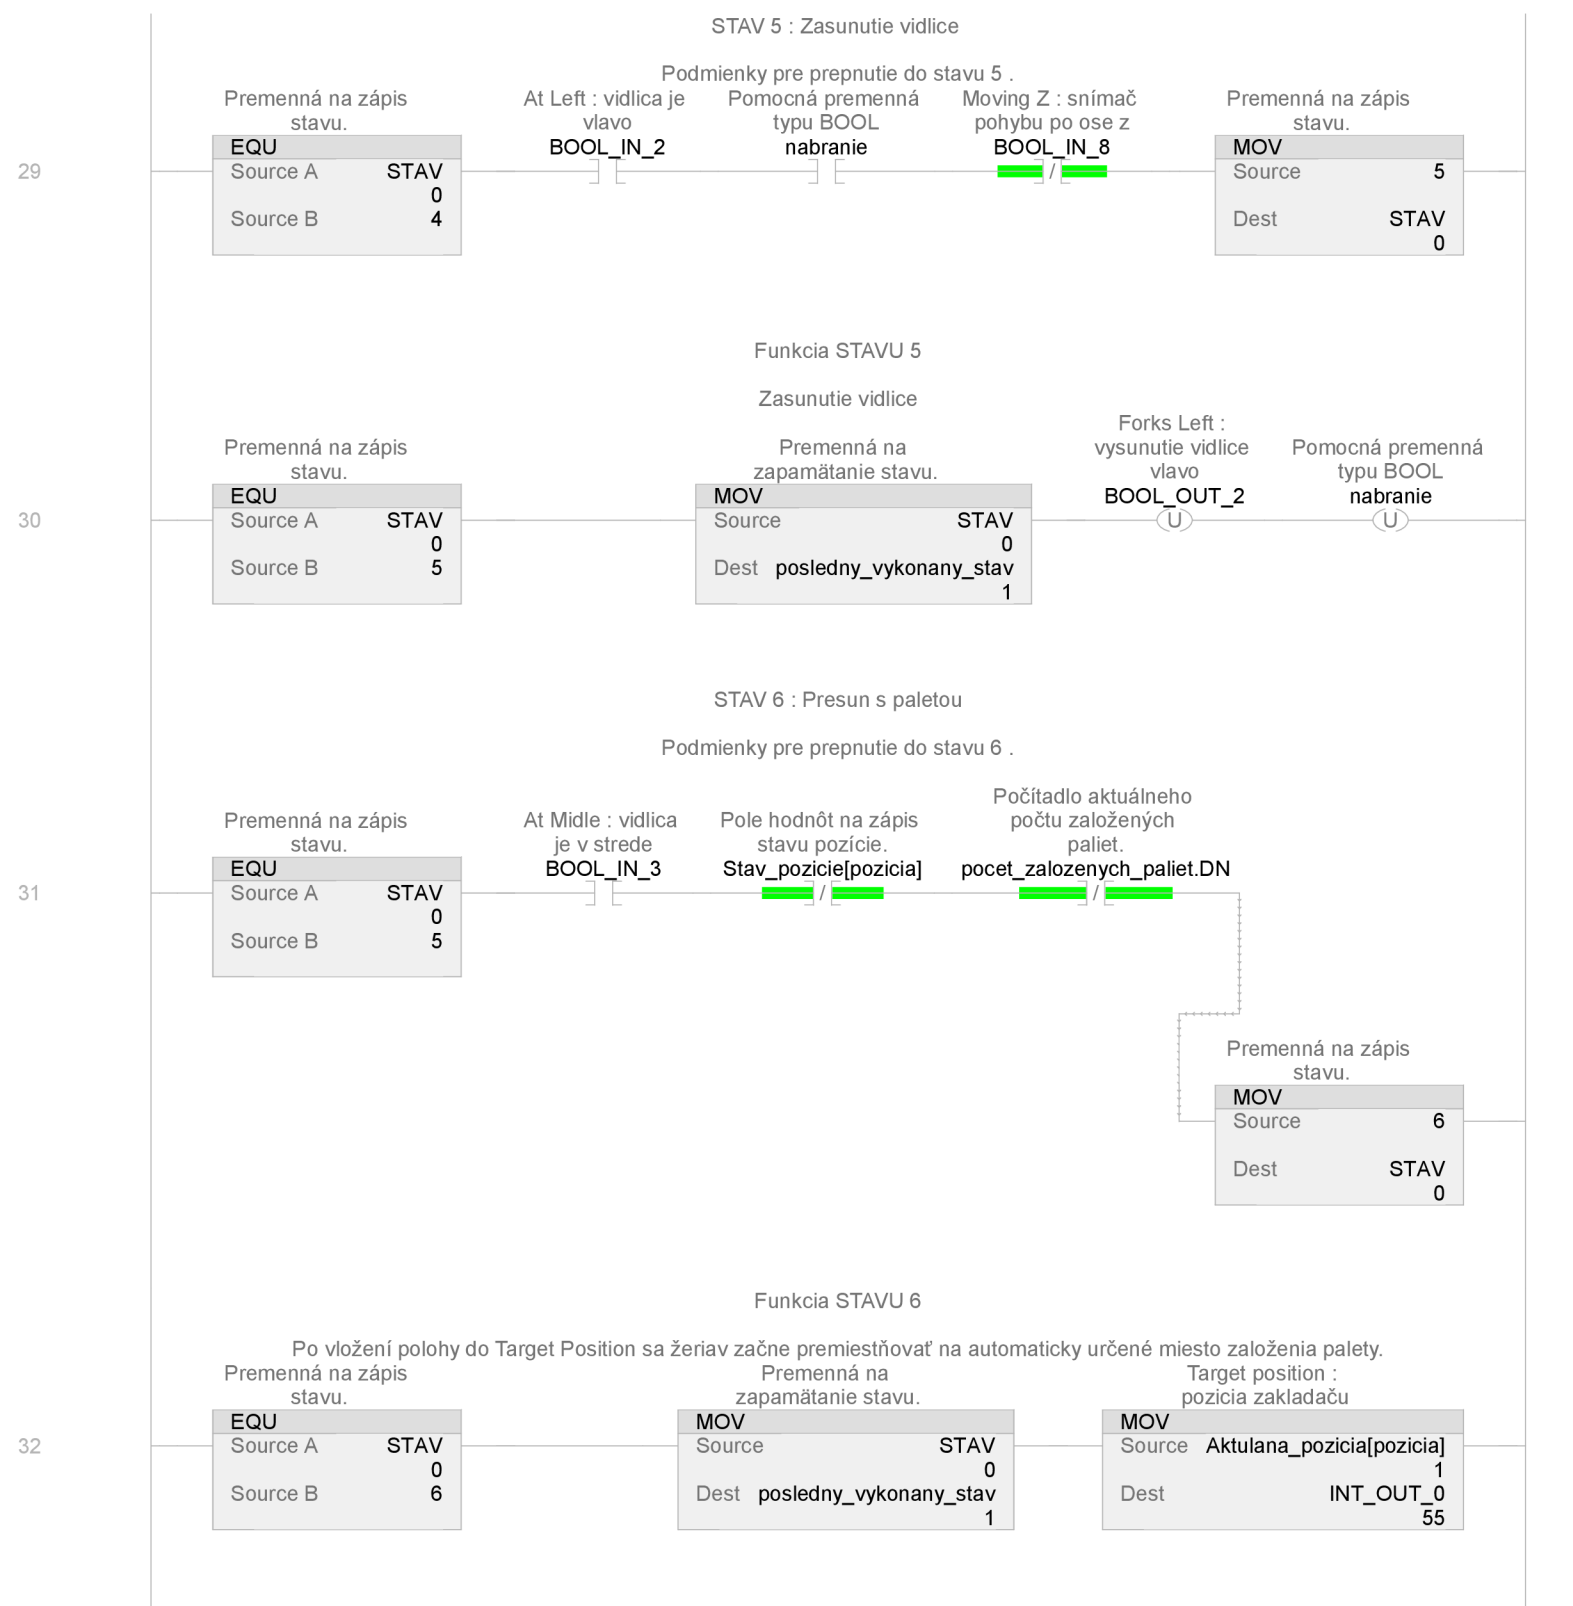 STAV 5 : Zasunutie vidlice
Podmienky pre prepnutie do stavu 5 .
Premenná na zápis
stavu.
At Left : vidlica je
vlavo
Pomocná premenná
typu BOOL
Moving Z : snímač
pohybu po ose z
Premenná na zápis
stavu.
29
EQU
Source A STAV
0
Source B 4
BOOL_IN_2
nabranie
BOOL_IN_8
/
MOV
Source 5
Dest STAV
0
Funkcia STAVU 5
Zasunutie vidlice
Premenná na zápis
stavu.
Premenná na
zapamätanie stavu.
Forks Left :
vysunutie vidlice
vlavo
Pomocná premenná
typu BOOL
30
EQU
Source A STAV
0
Source B 5
MOV
Source STAV
0
Dest posledny_vykonany_stav
1
BOOL_OUT_2
U
nabranie
U
STAV 6 : Presun s paletou
Podmienky pre prepnutie do stavu 6 .
Premenná na zápis
stavu.
At Midle : vidlica
je v strede
Pole hodnôt na zápis
stavu pozície.
Počítadlo aktuálneho
počtu založených
paliet.
31
EQU
Source A STAV
0
Source B 5
BOOL_IN_3
Stav_pozicie[pozicia]
/
pocet_zalozenych_paliet.DN
/
Premenná na zápis
stavu.
MOV
Source 6
Dest STAV
0
Funkcia STAVU 6
Po vložení polohy do Target Position sa žeriav začne premiestňovať na automaticky určené miesto založenia palety.
Premenná na zápis
stavu.
Premenná na
zapamätanie stavu.
Target position :
pozicia zakladaču
32
EQU
Source A STAV
0
Source B 6
MOV
Source STAV
0
Dest posledny_vykonany_stav
1
MOV
Source Aktulana_pozicia[pozicia]
1
Dest INT_OUT_0
55